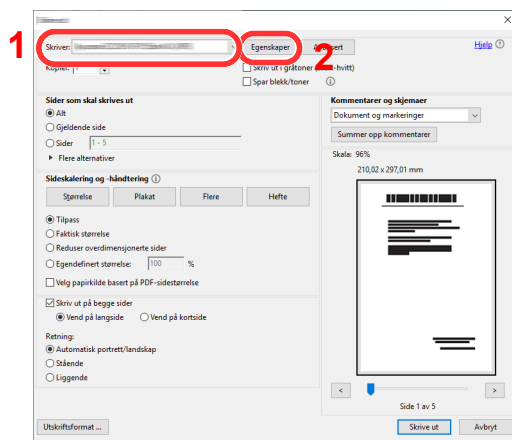 1
Skriver:
Egenskaper
Hjelp
2
Kopier: 1
Skriv ut i gråtoner
Spar blekk/toner
Sider som skal skrives ut
Alt
Gjeldende side
Sider 1 - 5
Flere alternativer
Sideskalering og -håndtering
Størrelse Plakat Flere Hefte
Tilpass
Faktisk størrelse
Reduser overdimensjonerte sider
Egendefinert størrelse: 100 %
Velg papirkilde basert på PDF-sidestørrelse
Skriv ut på begge sider
Vend på langside Vend på kortside
Retning:
Automatisk portrett/landskap
Stående
Liggende
Kommentarer og skjemaer
Dokument og markeringer
Summer opp kommentarer
Skala: 96%
210,02 x 297,01 mm
< >
Side 1 av 5
Utskriftsformat ...
Skrive ut Avbryt